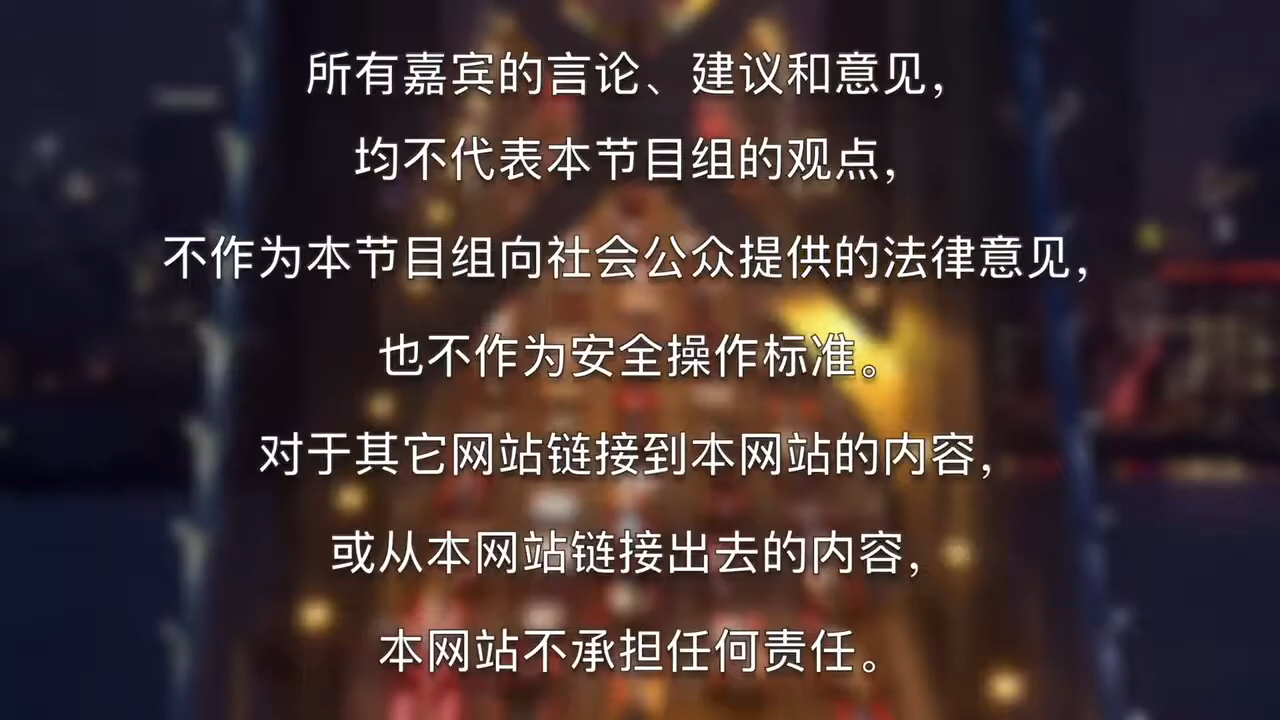 所有嘉宾的言论、建议和意见，
均不代表本节目组的观点，
不作为本节目组向社会公众提供的法律意见，
也不作为安全操作标准。
对于其它网站链接到本网站的内容，
或从本网站链接出去的内容，
本网站不承担任何责任。